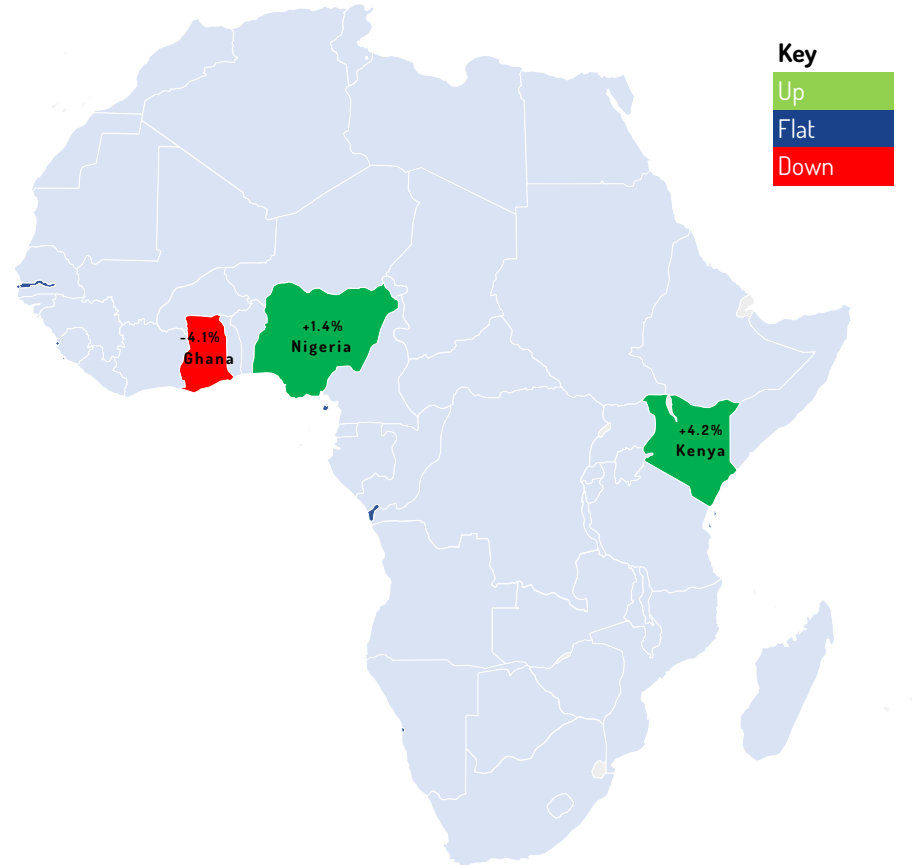 Key
Up
Flat
Down
+1.4%
Nigeria
-4.1%
Ghana
+4.2%
Kenya